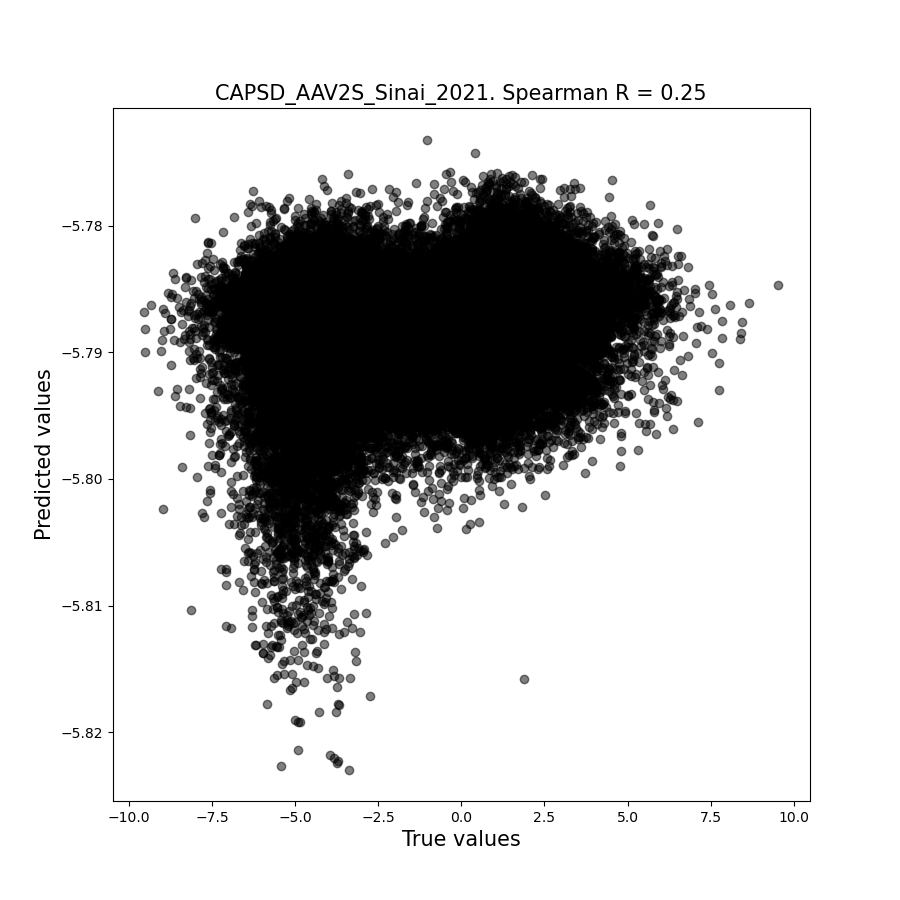 CAPSD_AAV2S_Sinai_2021. Spearman R = 0.25
Predicted values
−5.78
−5.79
−5.80
−5.81
−5.82
−10.0 −7.5 −5.0 −2.5 0.0 2.5 5.0 7.5 10.0
True values